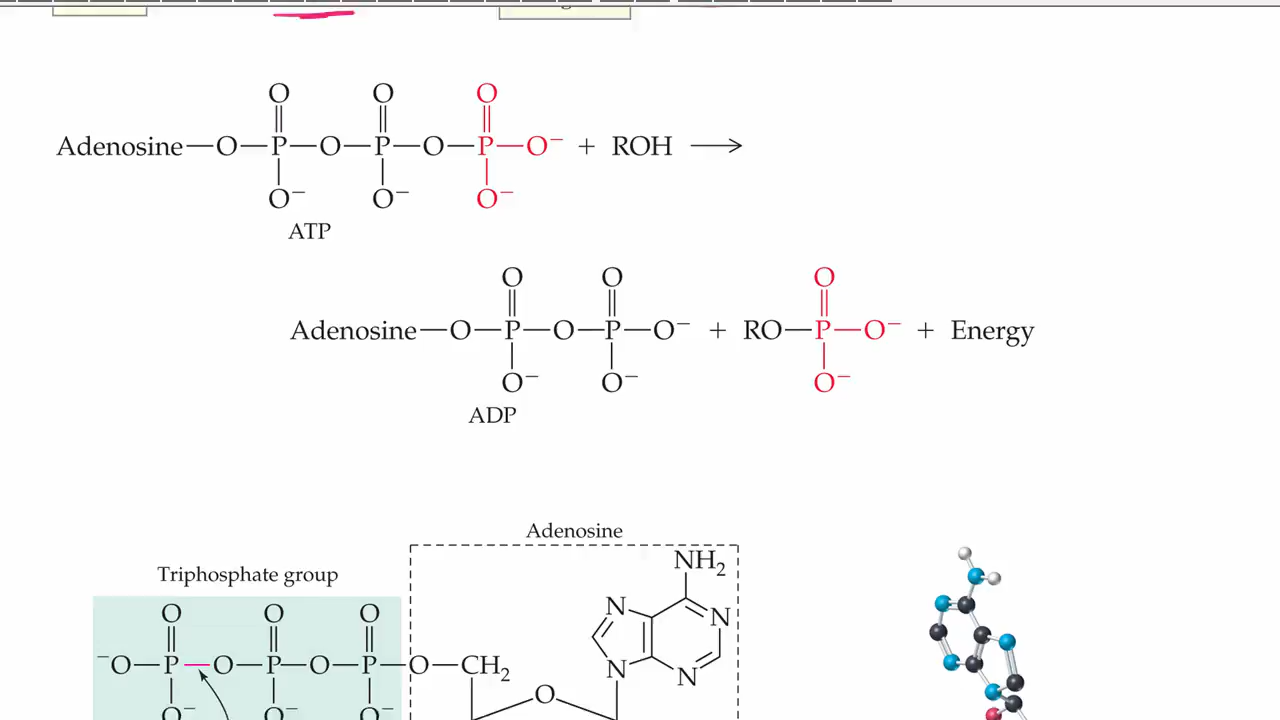 O O O
Adenosine—O—P—O—P—O—P—O⁻ + ROH ⟶
O⁻ O⁻ O⁻
ATP
O O O
Adenosine—O—P—O—P—O⁻ + RO—P—O⁻ + Energy
O⁻ O⁻ O⁻
ADP
Adenosine
Triphosphate group
NH₂
O O O N N
⁻O—P—O—P—O—P—O—CH₂ N N
O
O⁻ O⁻ O⁻